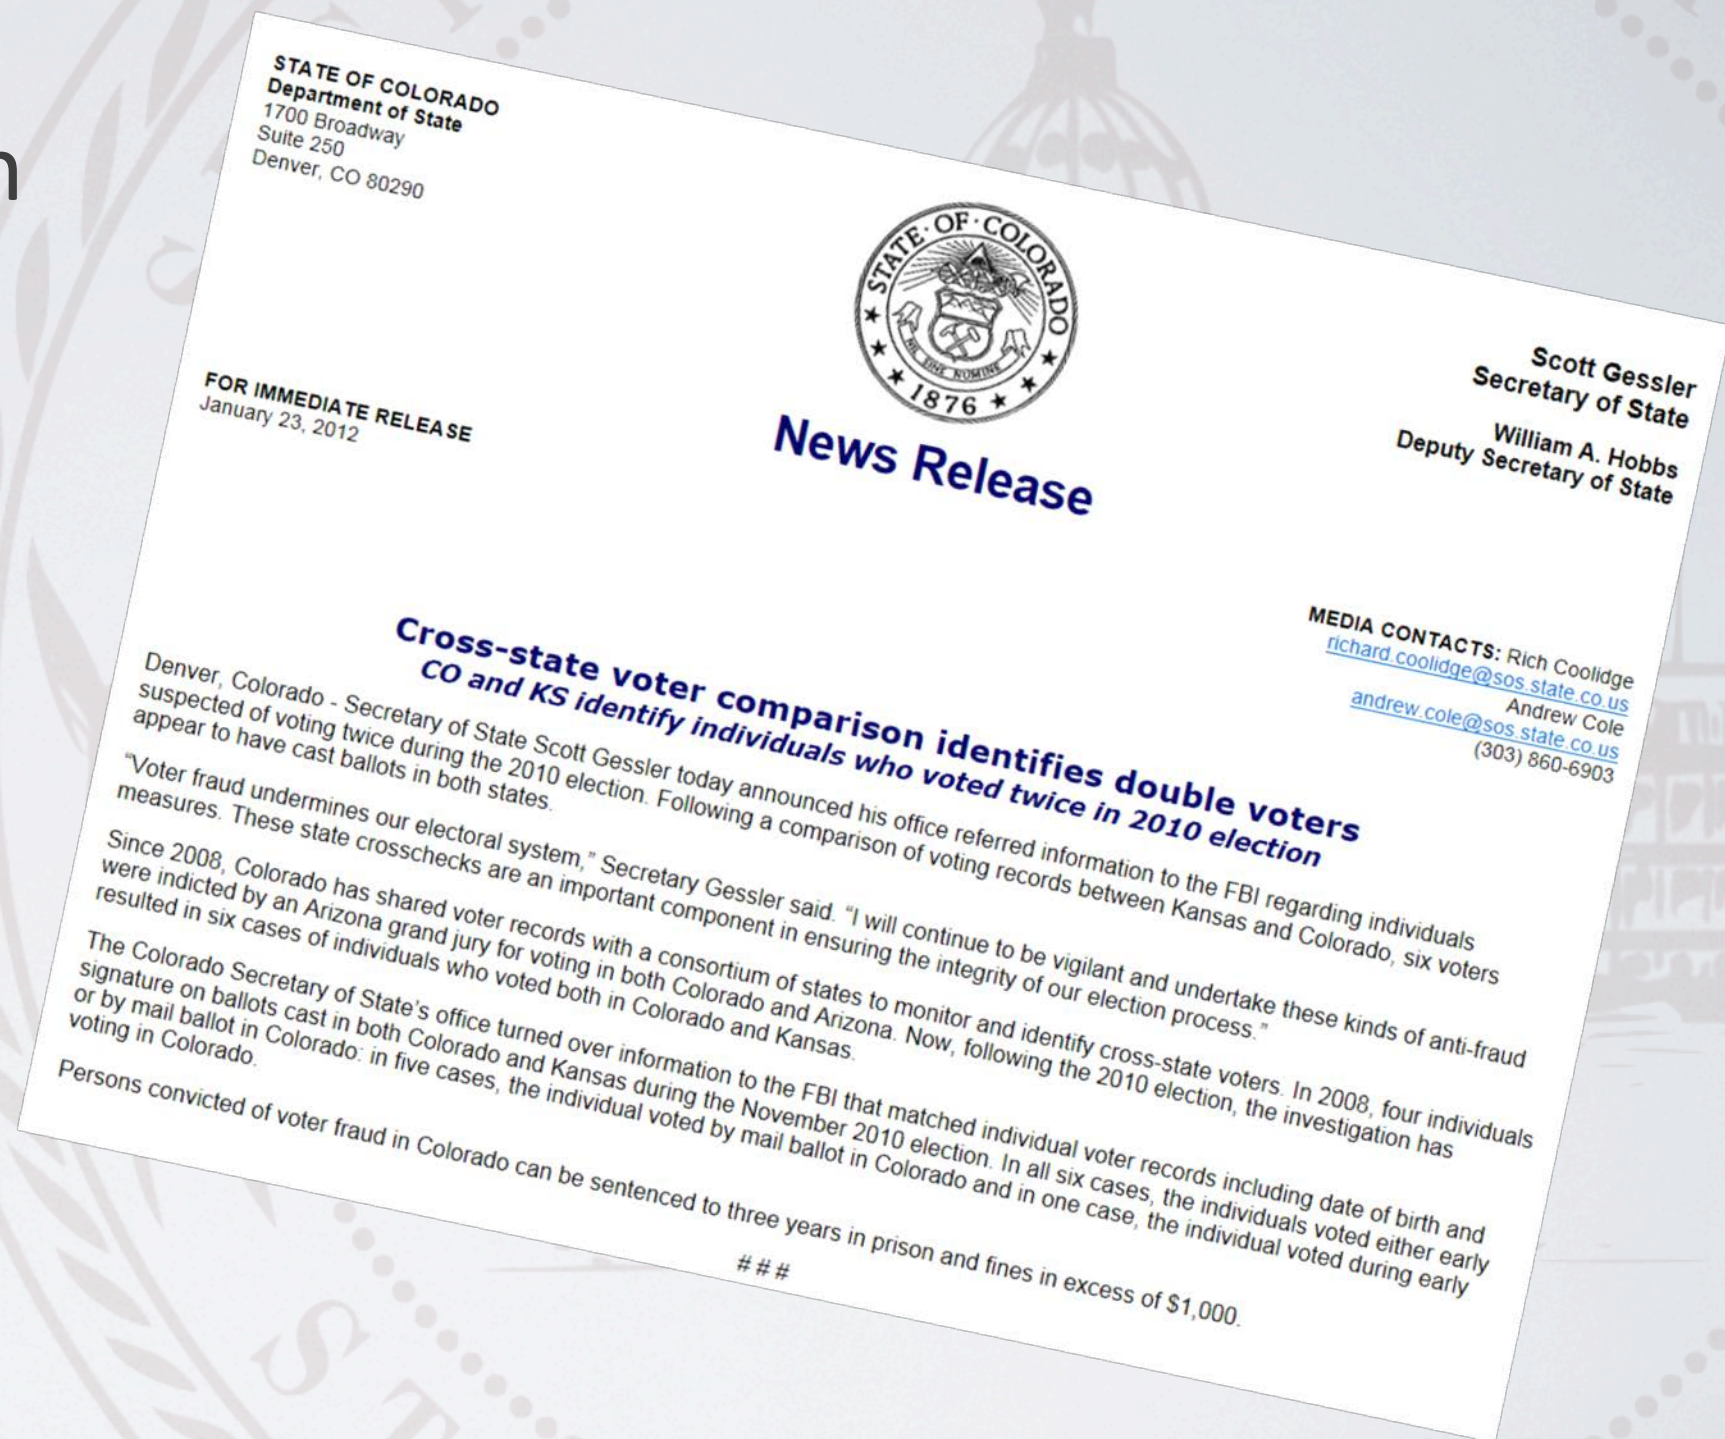 n
STATE OF COLORADO
Department of State
1700 Broadway
Suite 250
Denver, CO 80290
STATE·OF·COLORADO
NIL SINE NUMINE
★ 1876 ★
Scott Gessler
Secretary of State
William A. Hobbs
Deputy Secretary of State
News Release
FOR IMMEDIATE RELEASE
January 23, 2012
MEDIA CONTACTS: Rich Coolidge
richard.coolidge@sos.state.co.us
Andrew Cole
andrew.cole@sos.state.co.us
(303) 860-6903
Cross-state voter comparison identifies double voters
CO and KS identify individuals who voted twice in 2010 election
Denver, Colorado - Secretary of State Scott Gessler today announced his office referred information to the FBI regarding individuals
suspected of voting twice during the 2010 election. Following a comparison of voting records between Kansas and Colorado, six voters
appear to have cast ballots in both states.
“Voter fraud undermines our electoral system,” Secretary Gessler said. “I will continue to be vigilant and undertake these kinds of anti-fraud
measures. These state crosschecks are an important component in ensuring the integrity of our election process.”
Since 2008, Colorado has shared voter records with a consortium of states to monitor and identify cross-state voters. In 2008, four individuals
were indicted by an Arizona grand jury for voting in both Colorado and Arizona. Now, following the 2010 election, the investigation has
resulted in six cases of individuals who voted both in Colorado and Kansas.
The Colorado Secretary of State’s office turned over information to the FBI that matched individual voter records including date of birth and
signature on ballots cast in both Colorado and Kansas during the November 2010 election. In all six cases, the individuals voted either early
or by mail ballot in Colorado: in five cases, the individual voted by mail ballot in Colorado and in one case, the individual voted during early
voting in Colorado.
Persons convicted of voter fraud in Colorado can be sentenced to three years in prison and fines in excess of $1,000.
# # #